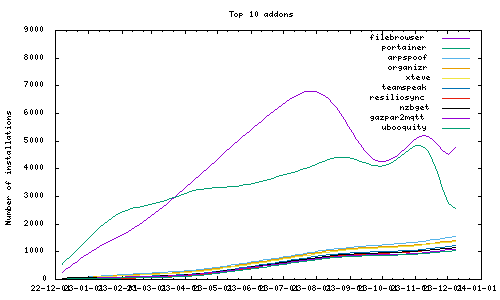 Top 10 addons
filebrowser
portainer
arpspoof
organizr
xteve
teamspeak
resiliosync
nzbget
gazpar2mqtt
ubooquity
Number of installations
9000
8000
7000
6000
5000
4000
3000
2000
1000
0